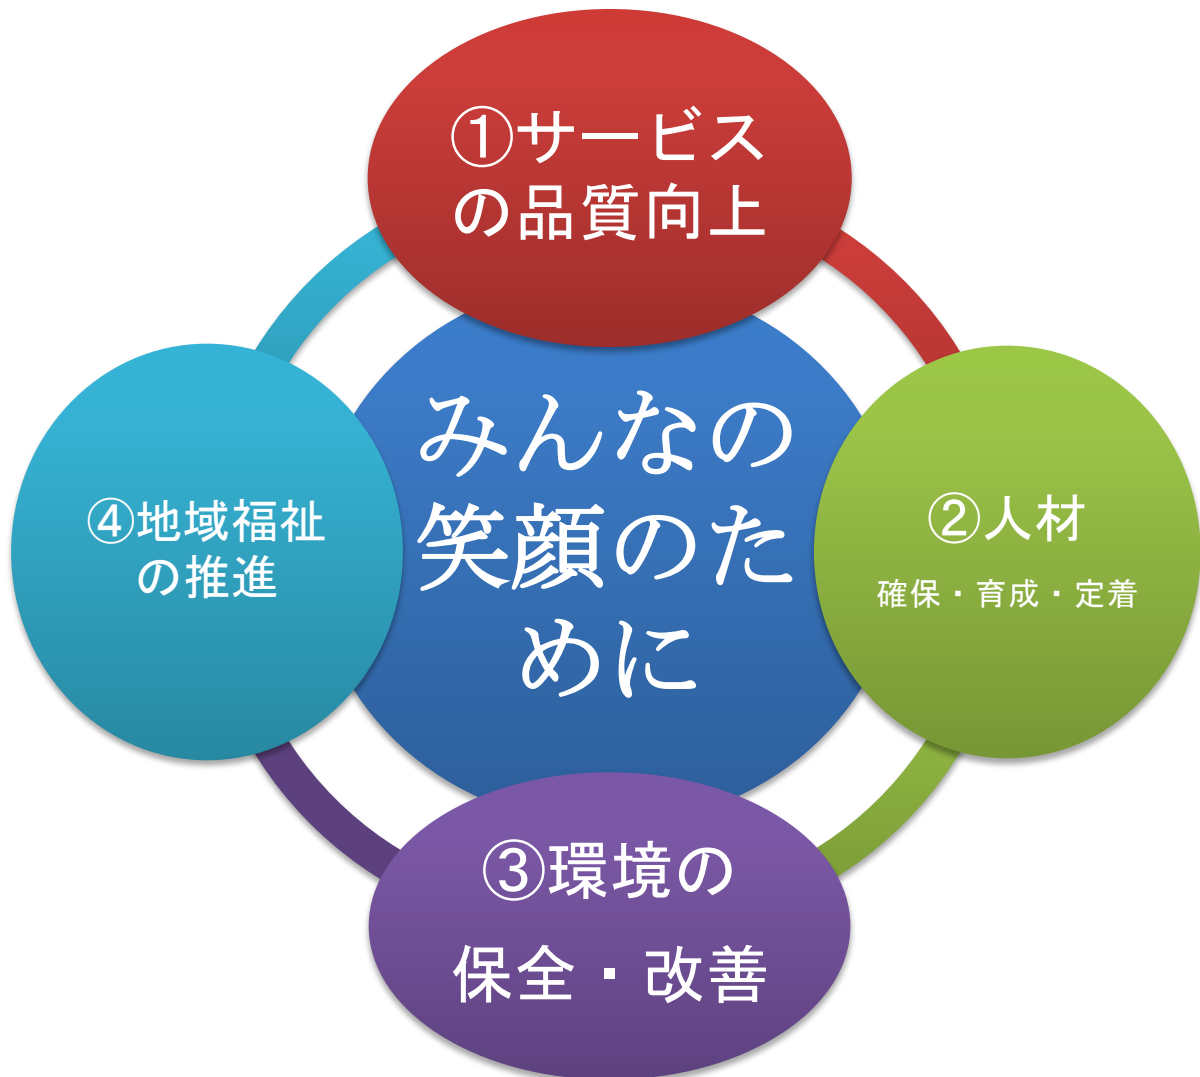 ①サービス
の品質向上
みんなの
笑顔のた
めに
④地域福祉
の推進
②人材
確保・育成・定着
③環境の
保全・改善